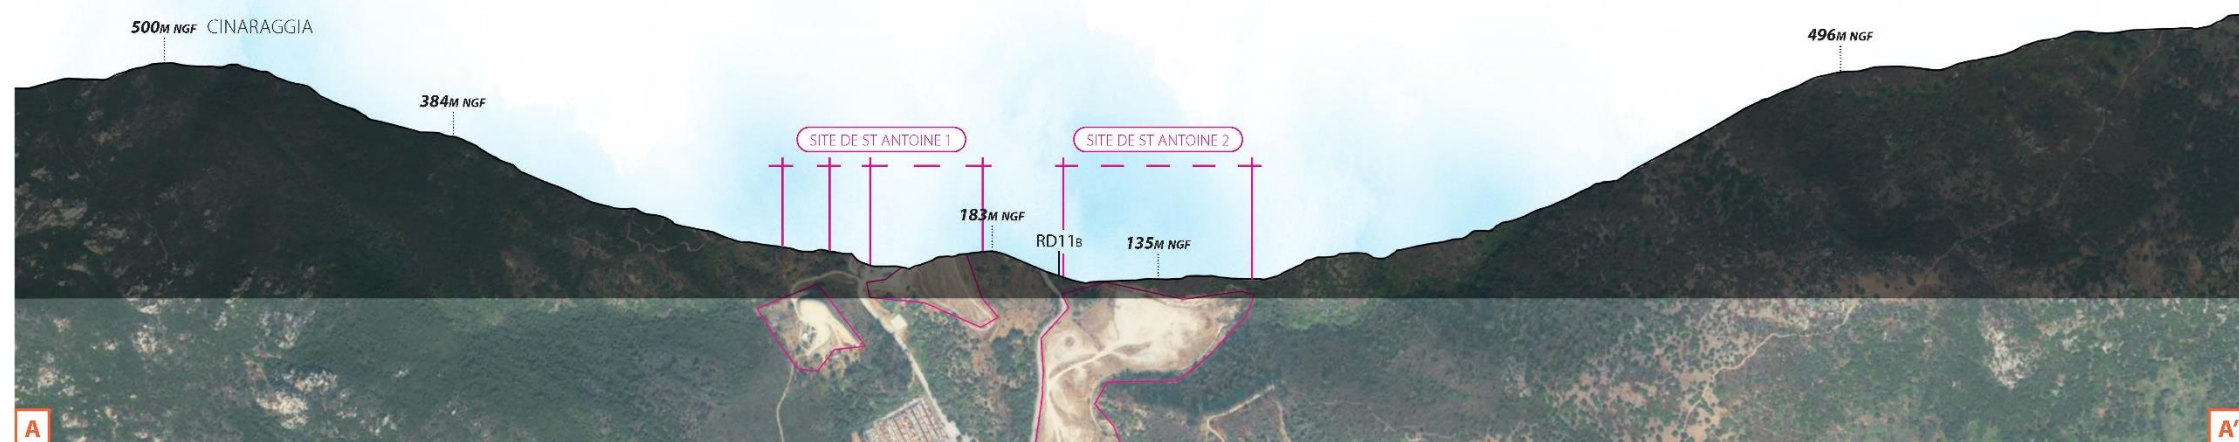 500M NGF CINARAGGIA
496M NGF
384M NGF
SITE DE ST ANTOINE 1
SITE DE ST ANTOINE 2
183M NGF
RD11B
135M NGF
A
A